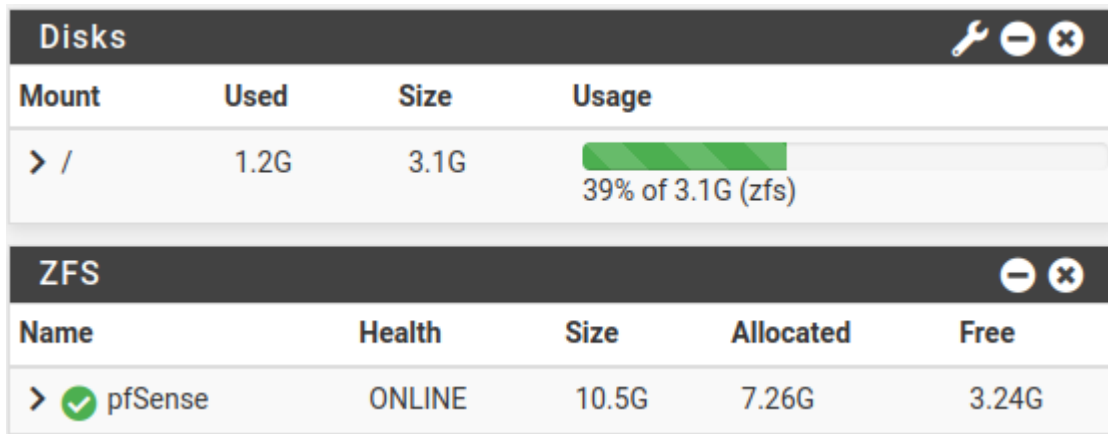 Disks
Mount Used Size Usage
/ 1.2G 3.1G
39% of 3.1G (zfs)
ZFS
Name Health Size Allocated Free
pfSense ONLINE 10.5G 7.26G 3.24G